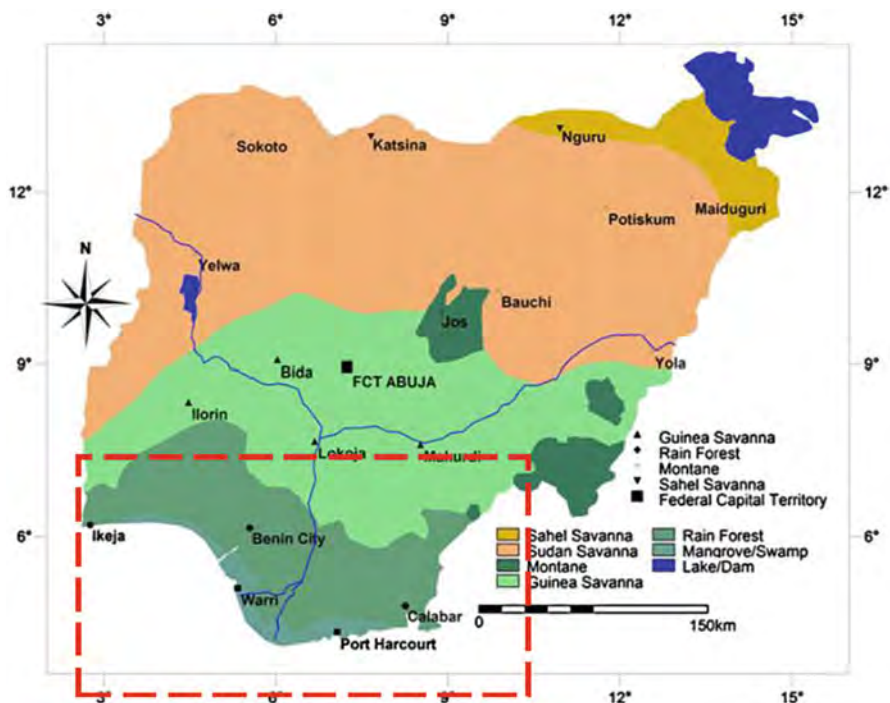 3° 6° 9° 12° 15°
Nguru
Sokoto Katsina
12° 12°
Potiskum Maiduguri
N
Yelwa
Bauchi
Jos
9° 9°
Bida FCT ABUJA Yola
Ilorin
Lokoja Makurdi
Guinea Savanna
Rain Forest
Montane
Sahel Savanna
Federal Capital Territory
6° 6°
Ikeja Benin City
Sahel Savanna Rain Forest
Sudan Savanna Mangrove/Swamp
Montane Lake/Dam
Guinea Savanna
Warri Calabar
0 150km
Port Harcourt
3° 6° 9° 12° 15°